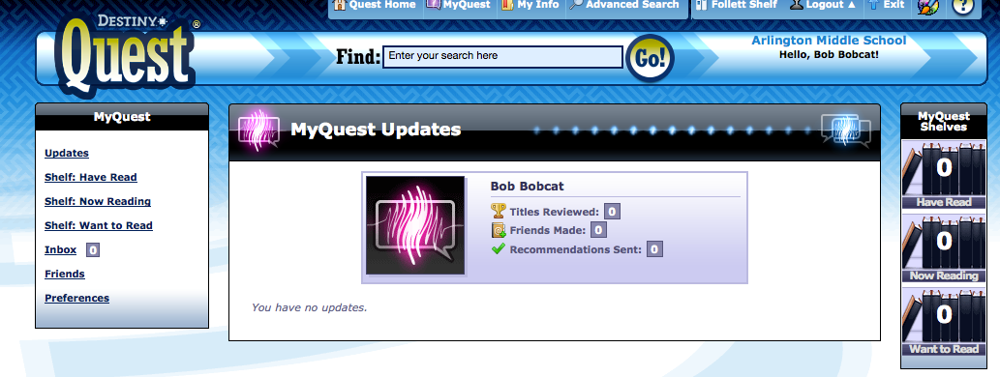 Quest Home MyQuest My Info Advanced Search Follett Shelf Logout ▲ Exit ?
DESTINY
Quest®
Find: Enter your search here Go!
Arlington Middle School
Hello, Bob Bobcat!
MyQuest
Updates
Shelf: Have Read
Shelf: Now Reading
Shelf: Want to Read
Inbox 0
Friends
Preferences
MyQuest Updates
Bob Bobcat
Titles Reviewed: 0
Friends Made: 0
Recommendations Sent: 0
You have no updates.
MyQuest
Shelves
0
Have Read
0
Now Reading
0
Want to Read